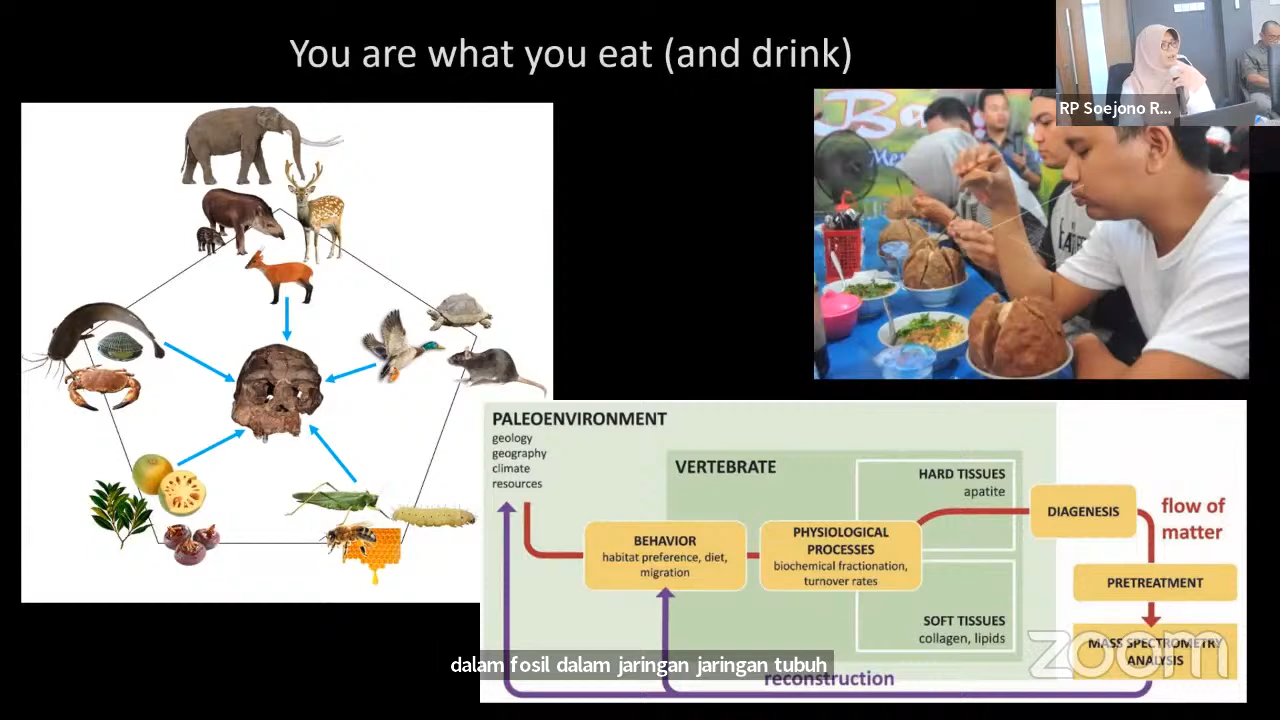 You are what you eat (and drink)
RP Soejono R...
PALEOENVIRONMENT
geology
geography
climate
resources
VERTEBRATE
HARD TISSUES
apatite
BEHAVIOR
habitat preference, diet,
migration
PHYSIOLOGICAL
PROCESSES
biochemical fractionation,
turnover rates
DIAGENESIS
flow of
matter
PRETREATMENT
SOFT TISSUES
collagen, lipids
MASS SPECTROMETRY
ANALYSIS
zoom
dalam fosil dalam jaringan jaringan tubuh
reconstruction